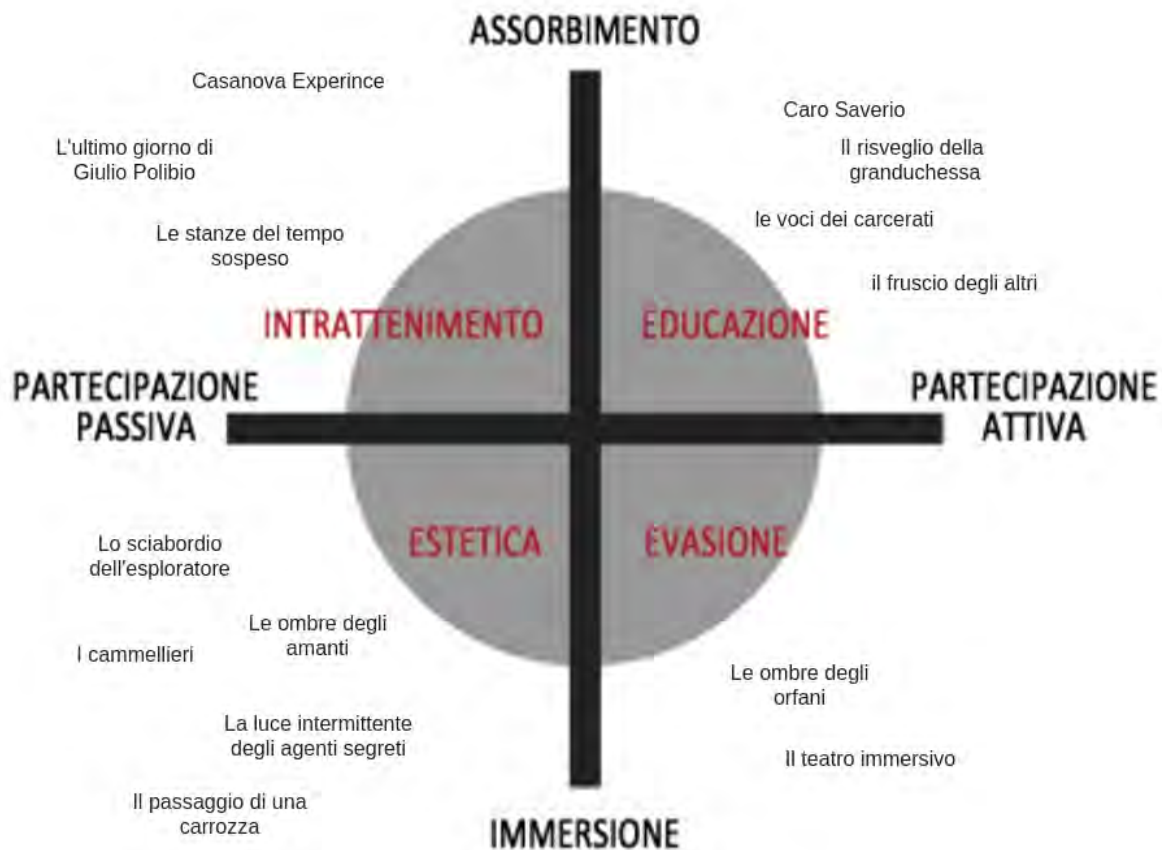 ASSORBIMENTO
Casanova Experince
Caro Saverio
L'ultimo giorno di
Giulio Polibio
Il risveglio della
granduchessa
Le stanze del tempo
sospeso
le voci dei carcerati
il fruscio degli altri
INTRATTENIMENTO
EDUCAZIONE
PARTECIPAZIONE
PASSIVA
PARTECIPAZIONE
ATTIVA
ESTETICA
EVASIONE
Lo sciabordio
dell'esploratore
Le ombre degli
amanti
I cammellieri
Le ombre degli
orfani
La luce intermittente
degli agenti segreti
Il teatro immersivo
Il passaggio di una
carrozza
IMMERSIONE